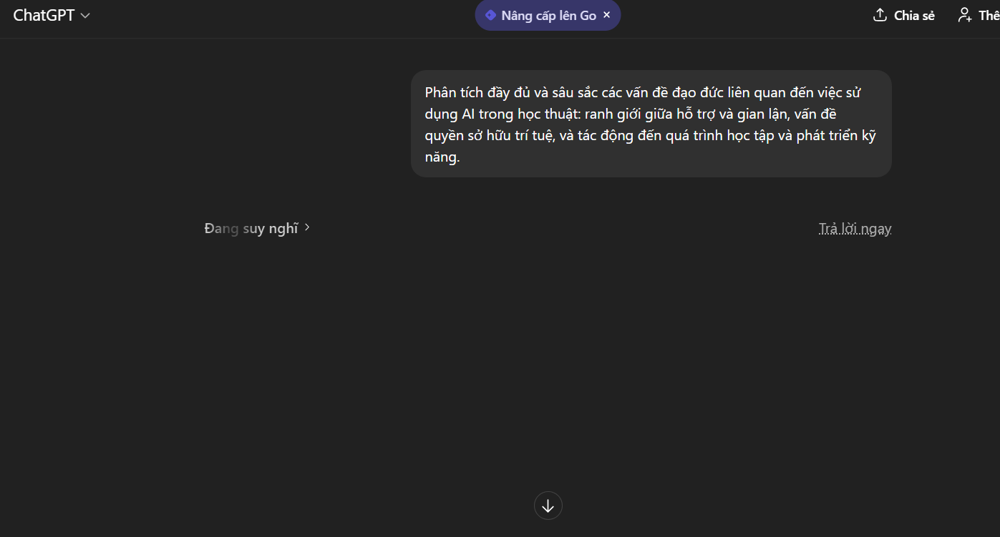 ChatGPT
Nâng cấp lên Go ×
Chia sẻ
Thê
Phân tích đầy đủ và sâu sắc các vấn đề đạo đức liên quan đến việc sử
dụng AI trong học thuật: ranh giới giữa hỗ trợ và gian lận, vấn đề
quyền sở hữu trí tuệ, và tác động đến quá trình học tập và phát triển kỹ
năng.
Đang suy nghĩ
Trả lời ngay